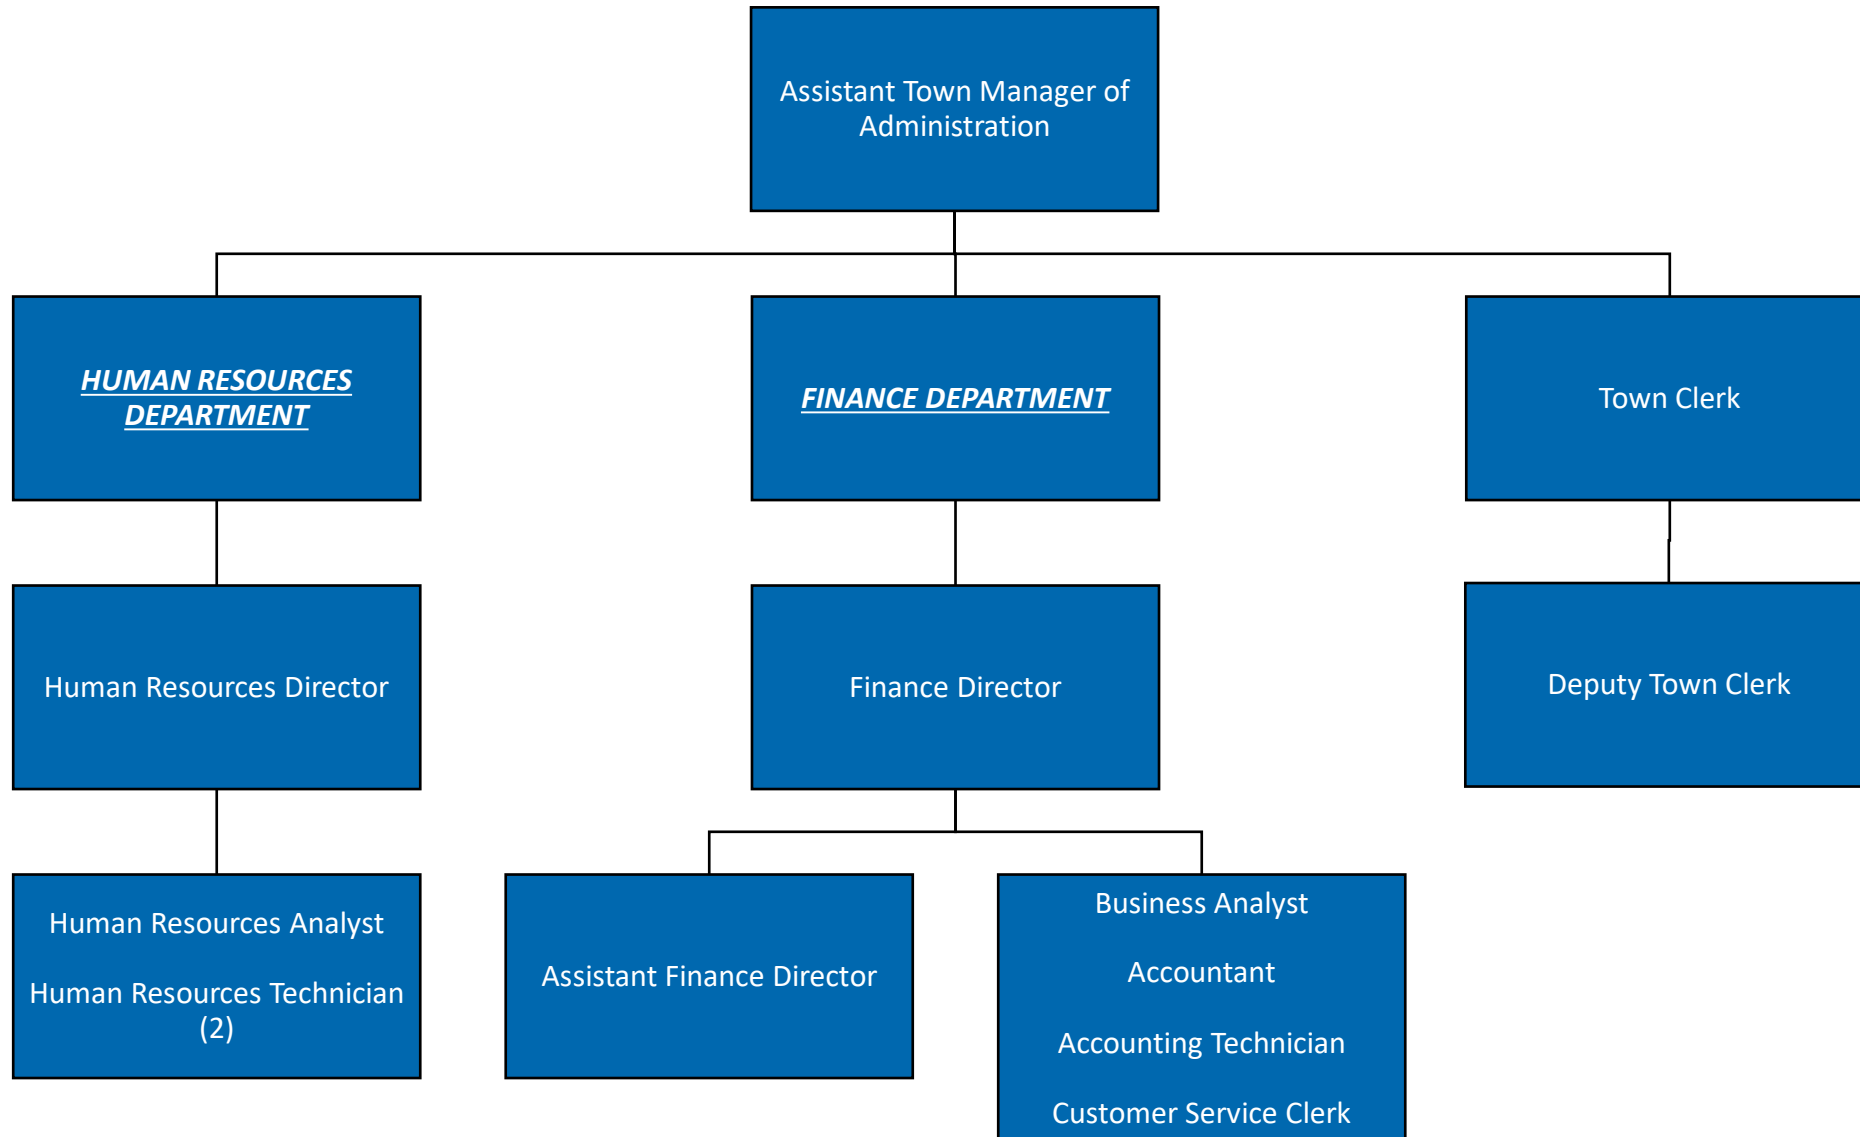 Assistant Town Manager of
Administration
HUMAN RESOURCES
DEPARTMENT
FINANCE DEPARTMENT
Town Clerk
Human Resources Director
Finance Director
Deputy Town Clerk
Human Resources Analyst
Human Resources Technician
(2)
Assistant Finance Director
Business Analyst
Accountant
Accounting Technician
Customer Service Clerk